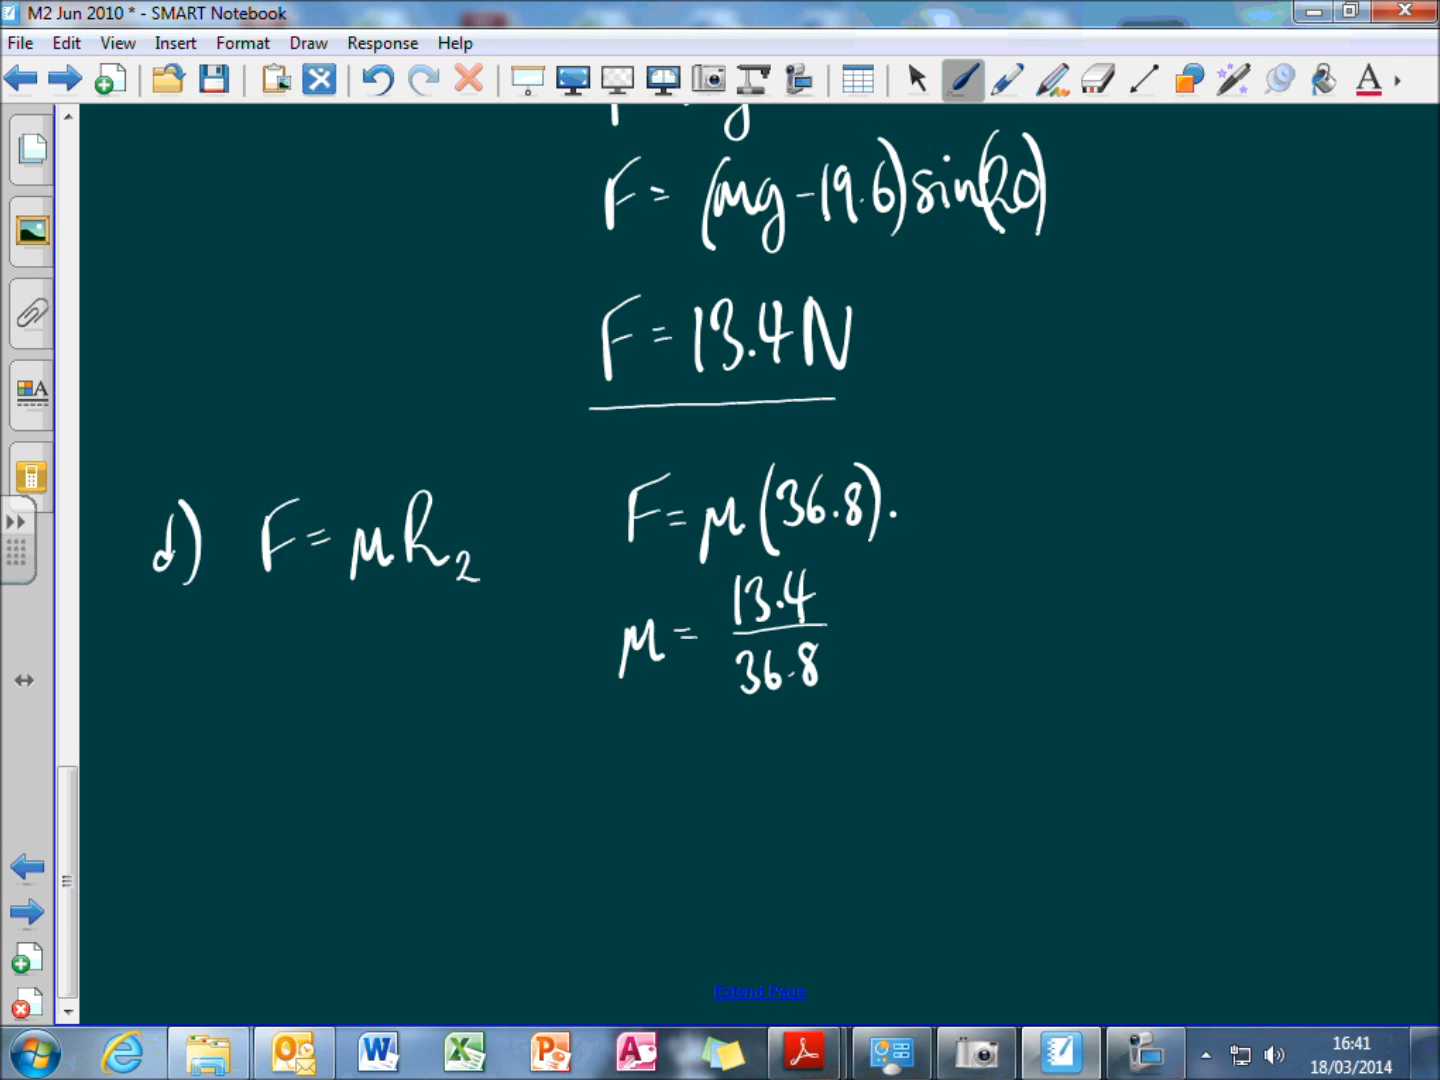 M2 Jun 2010 * - SMART Notebook
File Edit View Insert Format Draw Response Help
F = (mg - 19.6) sin(20)
F = 13.4 N
d) F = μR₂
F = μ(36.8).
μ = 13.4/36.8
Extend Page
16:41
18/03/2014